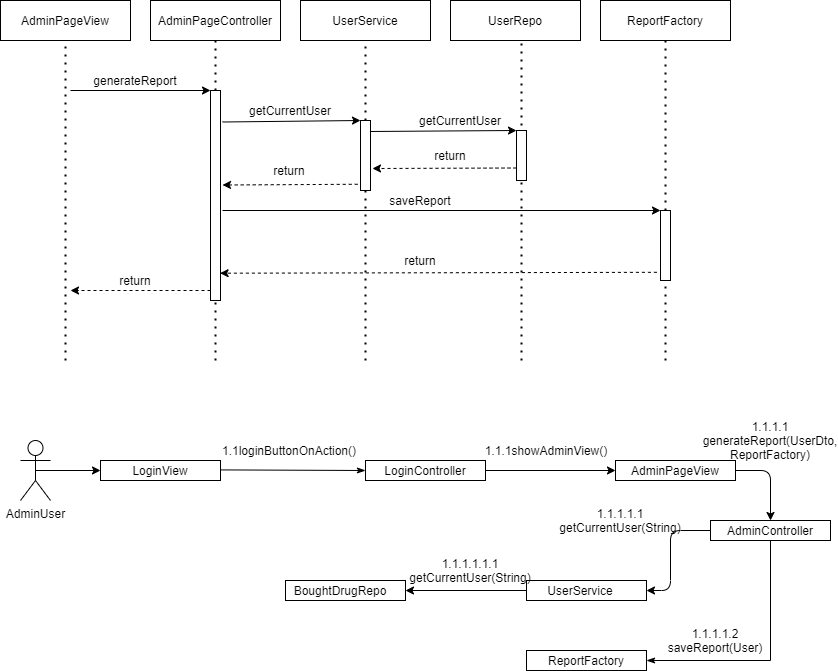 AdminPageView
AdminPageController
UserService
UserRepo
ReportFactory
generateReport
getCurrentUser
getCurrentUser
return
return
saveReport
return
return
1.1.1.1
generateReport(UserDto,
ReportFactory)
1.1loginButtonOnAction()
1.1.1showAdminView()
LoginView
LoginController
AdminPageView
AdminUser
1.1.1.1.1
getCurrentUser(String)
AdminController
1.1.1.1.1.1
getCurrentUser(String)
BoughtDrugRepo
UserService
1.1.1.1.2
saveReport(User)
ReportFactory